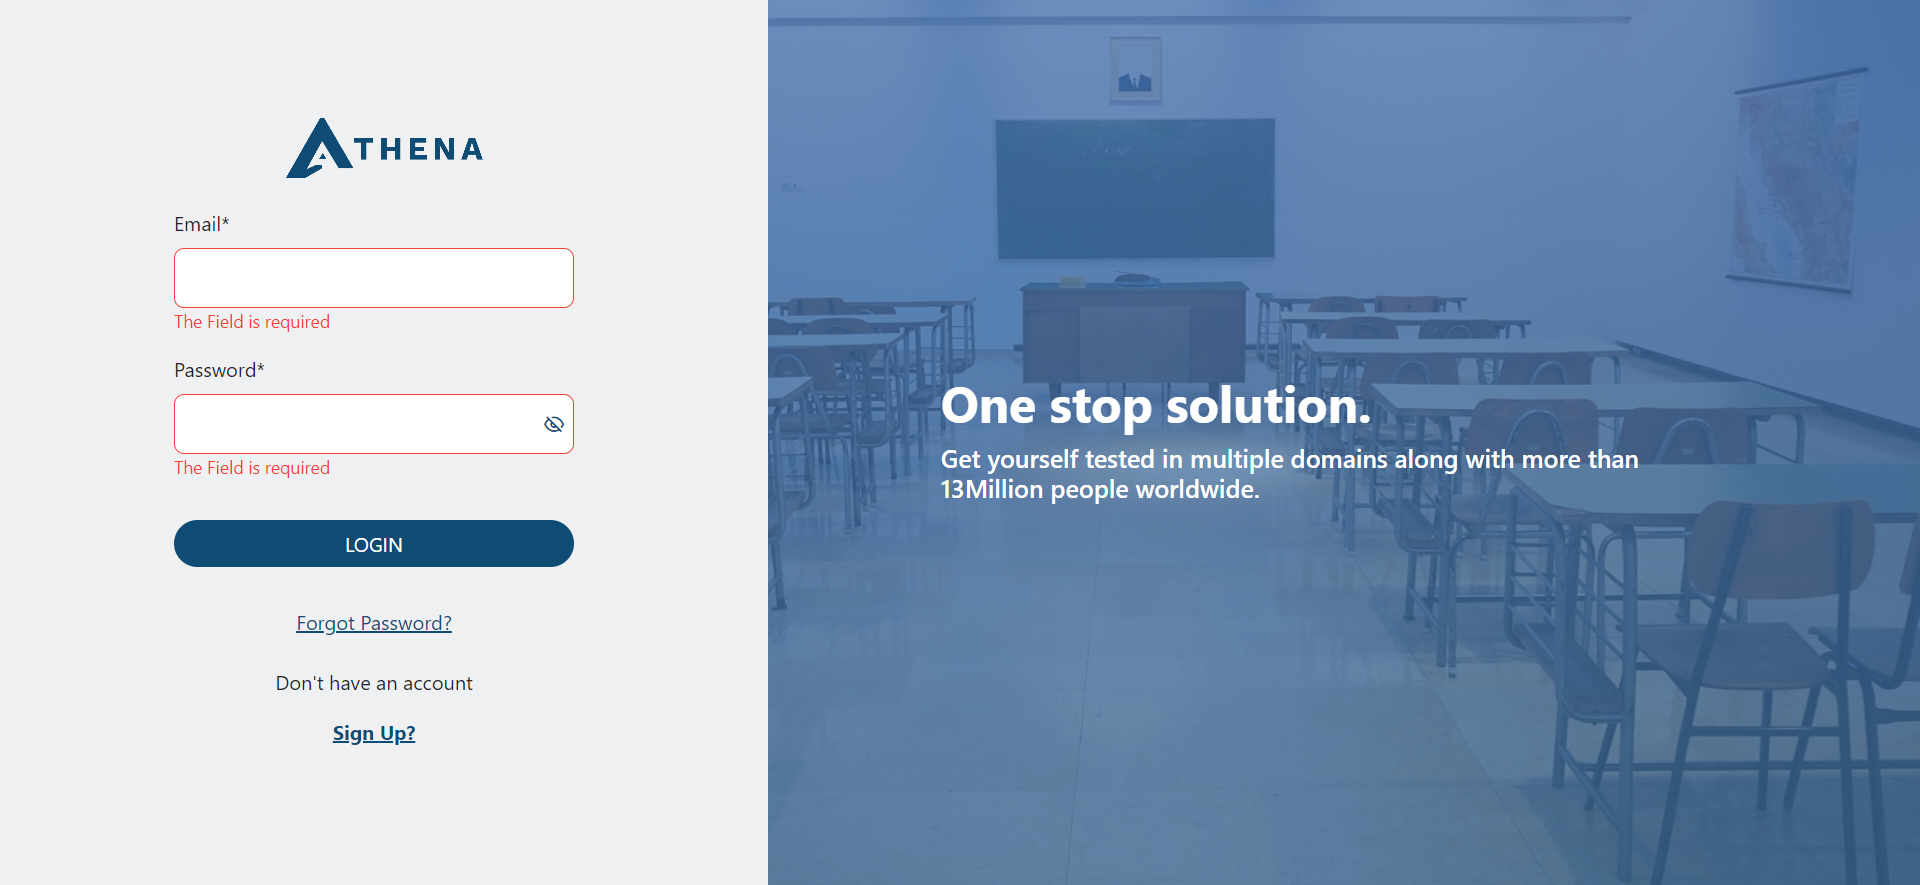 ATHENA
Email*
The Field is required
Password*
The Field is required
LOGIN
Forgot Password?
Don't have an account
Sign Up?
One stop solution.
Get yourself tested in multiple domains along with more than
13Million people worldwide.